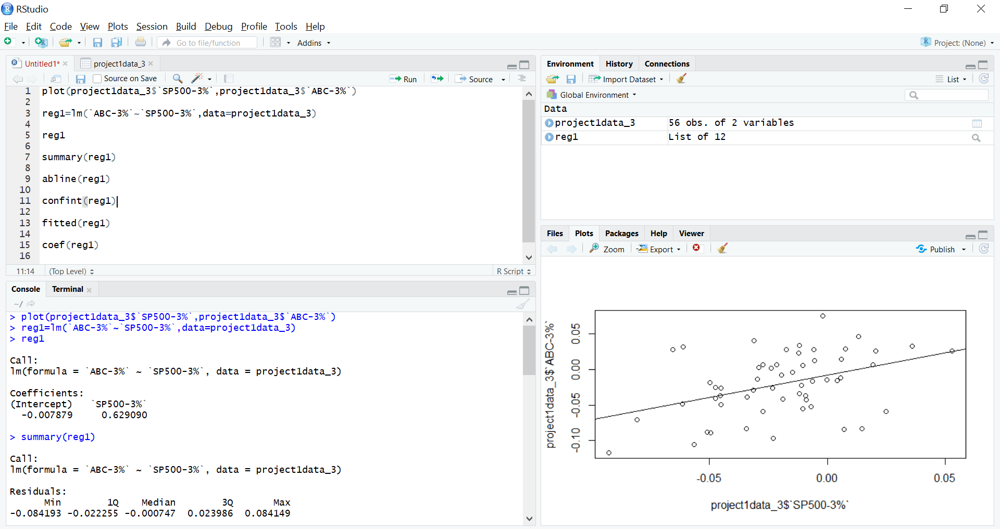 RStudio
File Edit Code View Plots Session Build Debug Profile Tools Help
Go to file/function Addins Project: (None)
Untitled1* project1data_3
Source on Save Run Source
1 plot(project1data_3$`SP500-3%`,project1data_3$`ABC-3%`)
2
3 reg1=lm(`ABC-3%`~`SP500-3%`,data=project1data_3)
4
5 reg1
6
7 summary(reg1)
8
9 abline(reg1)
10
11 confint(reg1)
12
13 fitted(reg1)
14
15 coef(reg1)
16
11:14 (Top Level) R Script
Console Terminal
~/
> plot(project1data_3$`SP500-3%`,project1data_3$`ABC-3%`)
> reg1=lm(`ABC-3%`~`SP500-3%`,data=project1data_3)
> reg1
Call:
lm(formula = `ABC-3%` ~ `SP500-3%`, data = project1data_3)
Coefficients:
(Intercept) `SP500-3%`
-0.007879 0.629090
> summary(reg1)
Call:
lm(formula = `ABC-3%` ~ `SP500-3%`, data = project1data_3)
Residuals:
Min 1Q Median 3Q Max
-0.084193 -0.022255 -0.000747 0.023986 0.084149
Environment History Connections
Import Dataset List
Global Environment
Data
project1data_3 56 obs. of 2 variables
reg1 List of 12
Files Plots Packages Help Viewer
Zoom Export Publish
project1data_3$`ABC-3%`
0.05
0.00
-0.05
-0.10
-0.05 0.00 0.05
project1data_3$`SP500-3%`